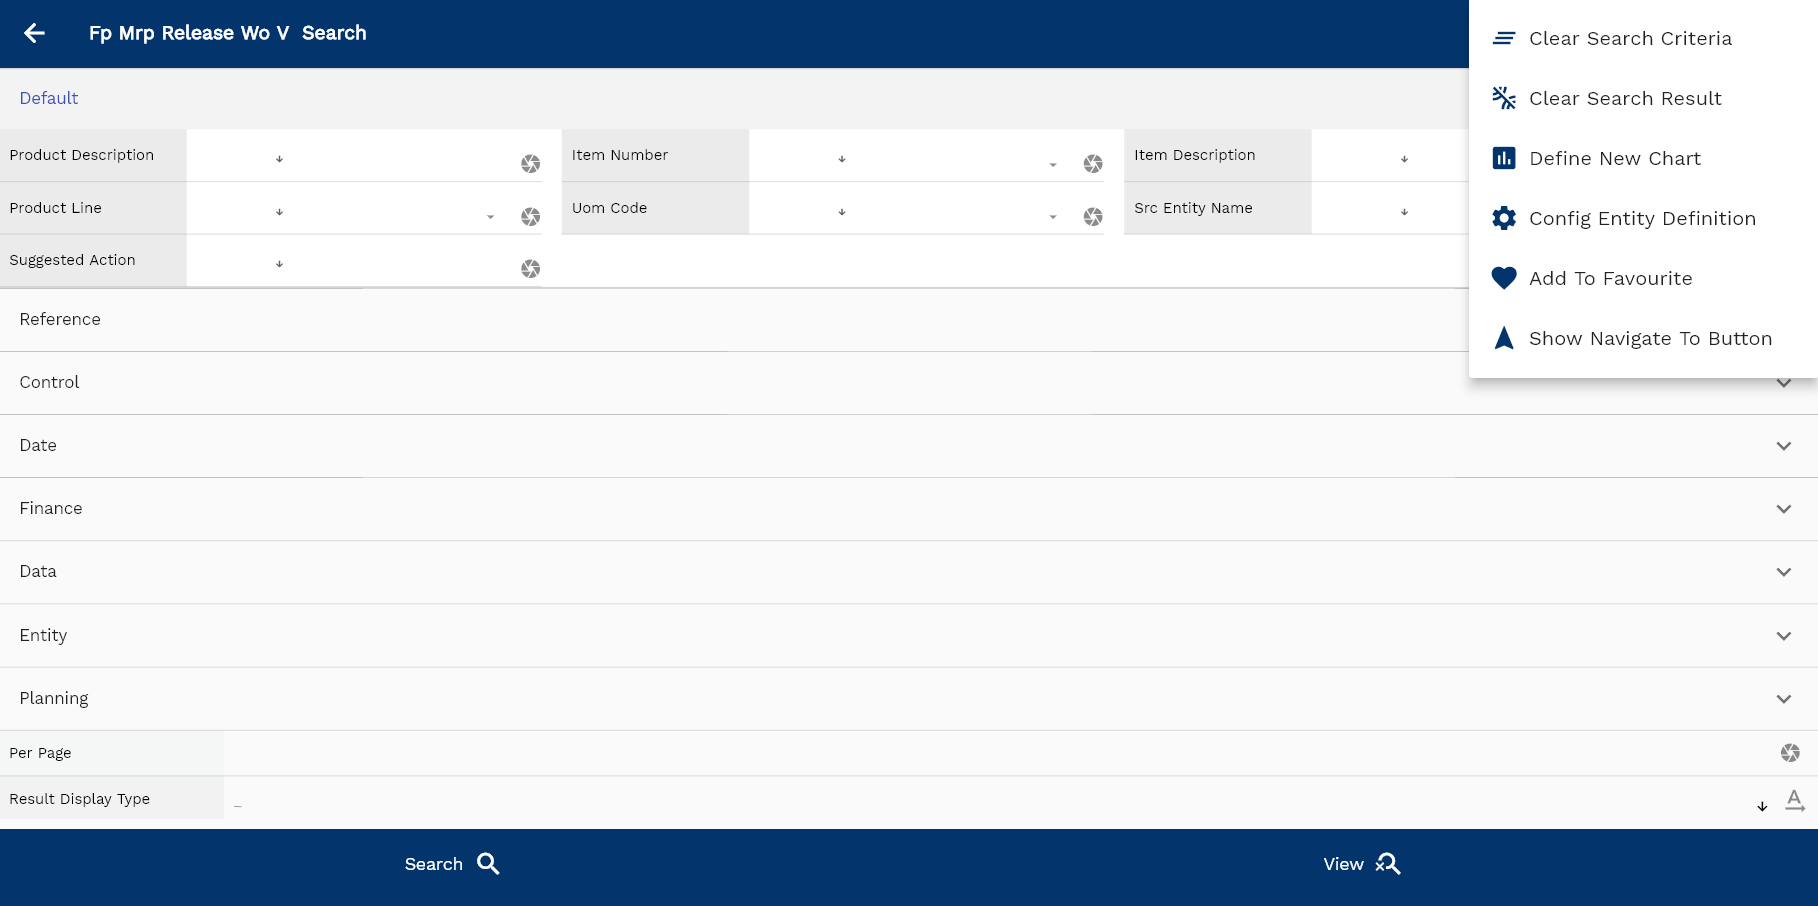 Fp Mrp Release Wo V  Search
Default
Product Description
Item Number
Item Description
Product Line
Uom Code
Src Entity Name
Suggested Action
Reference
Control
Date
Finance
Data
Entity
Planning
Per Page
Result Display Type
Search
View
Clear Search Criteria
Clear Search Result
Define New Chart
Config Entity Definition
Add To Favourite
Show Navigate To Button